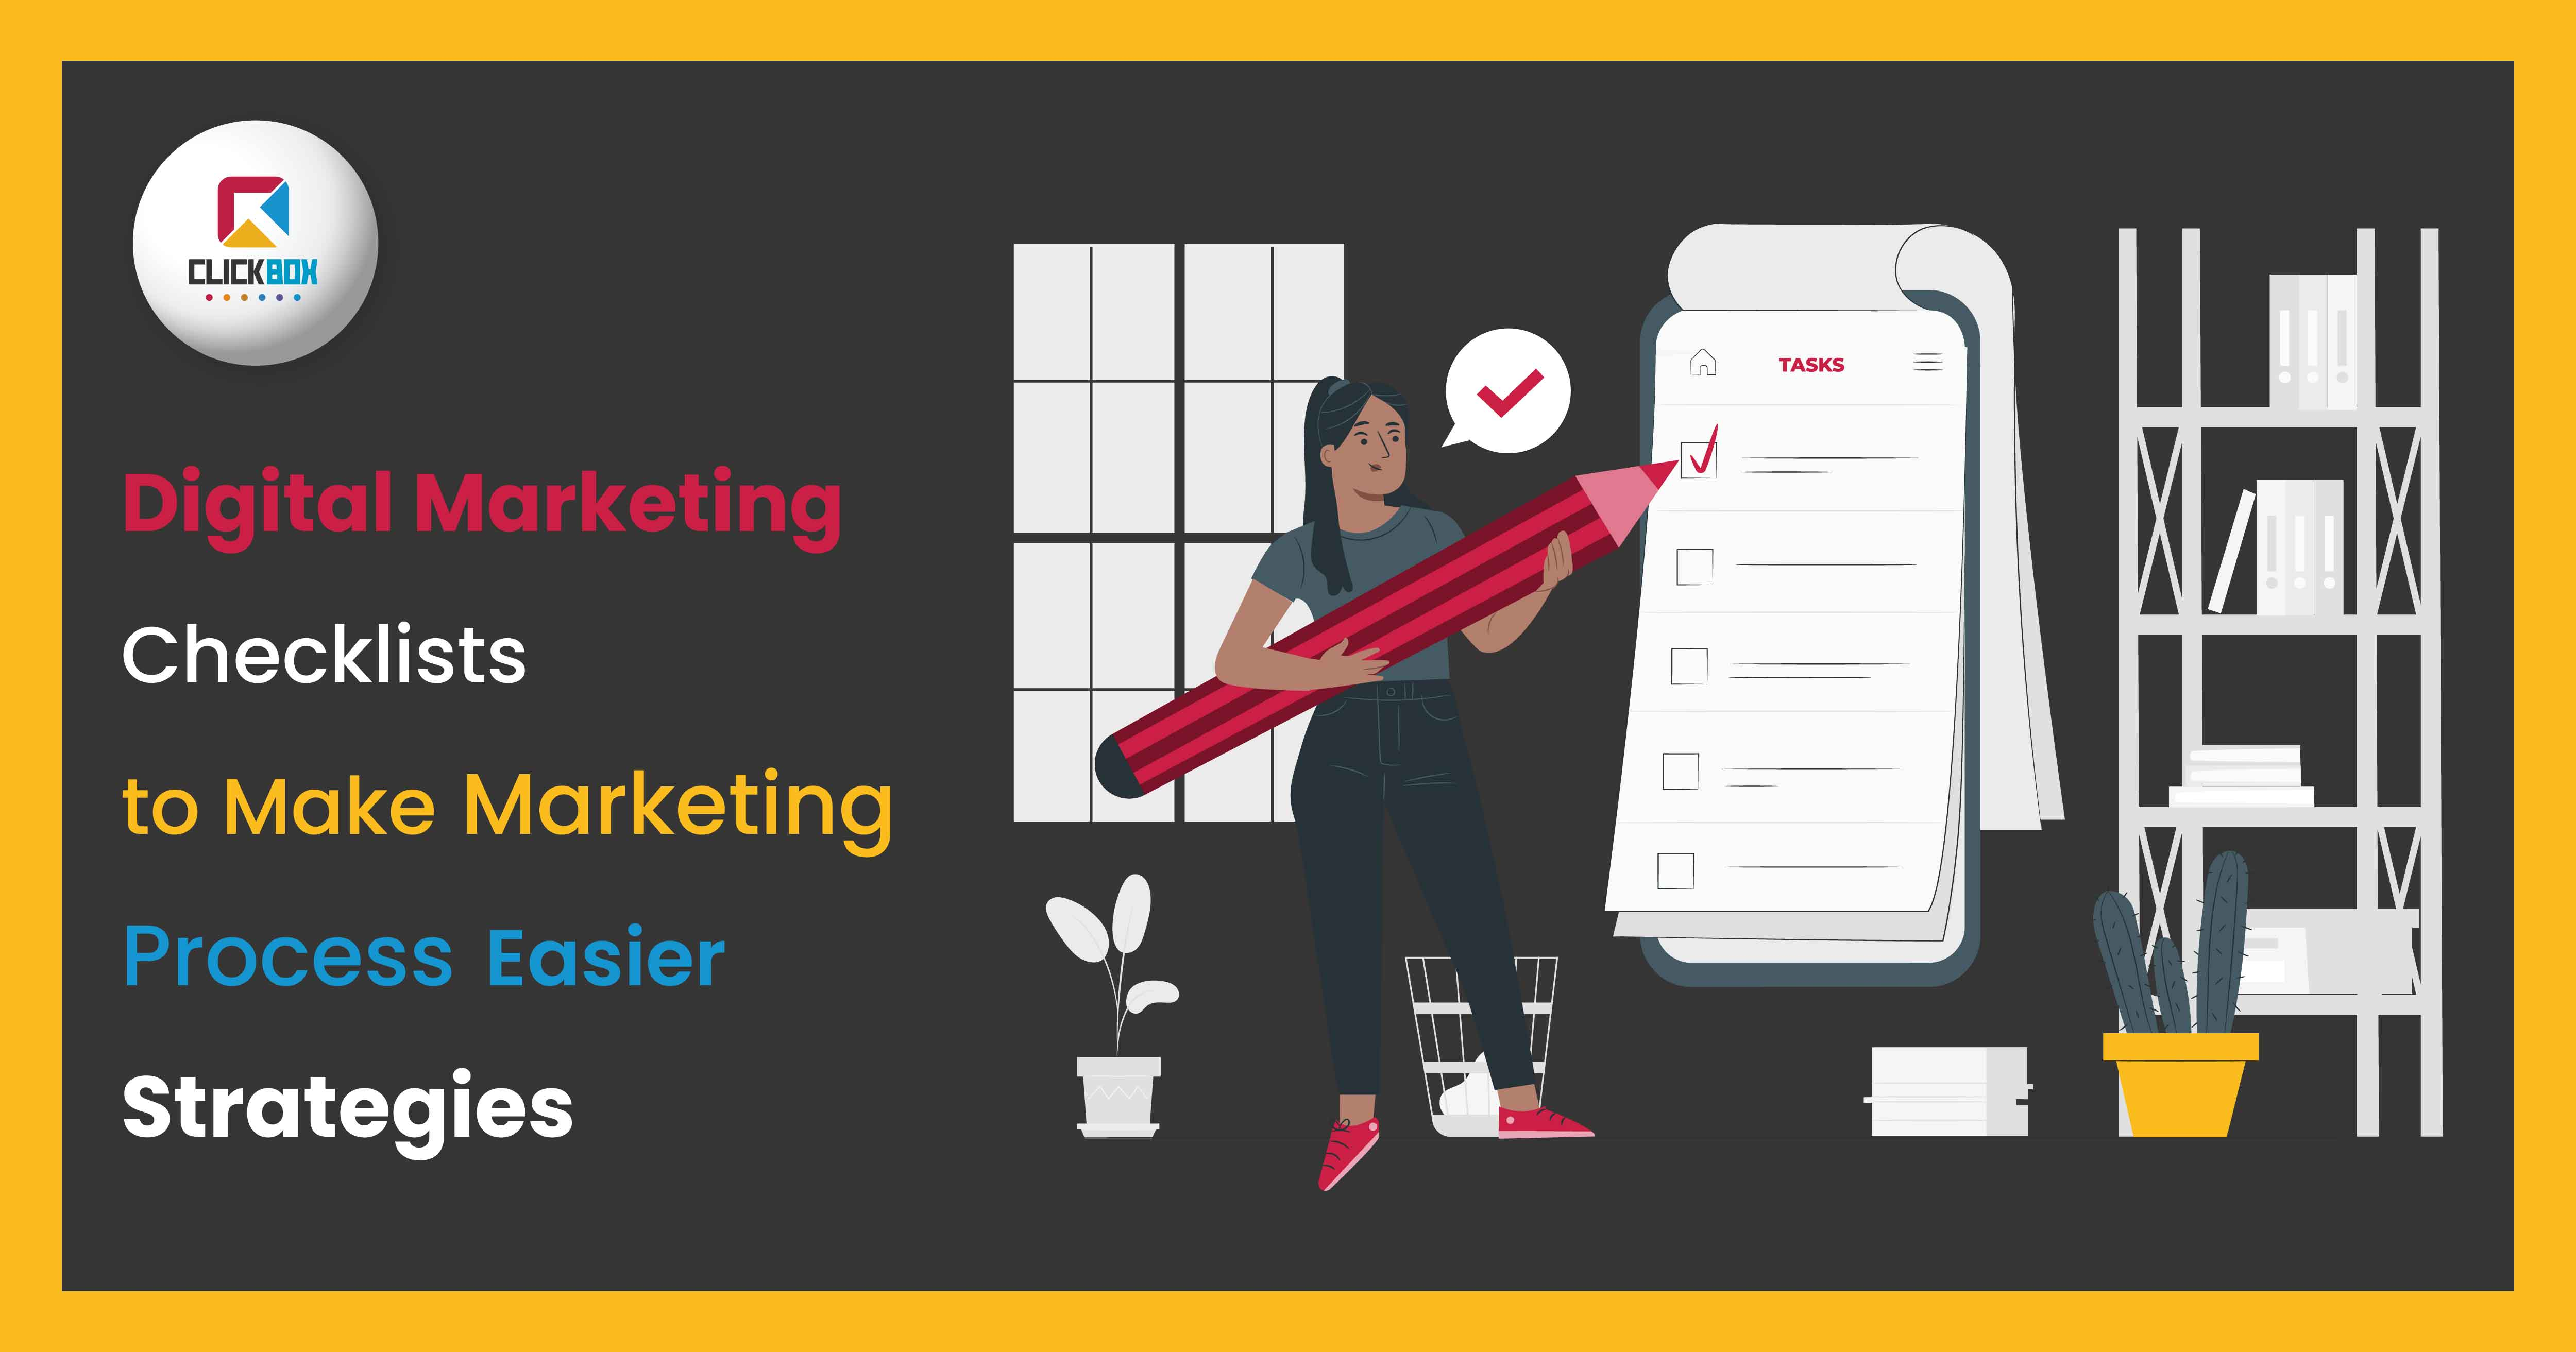 CLICKBOX
Digital Marketing
Checklists
to Make Marketing
Process Easier
Strategies
TASKS